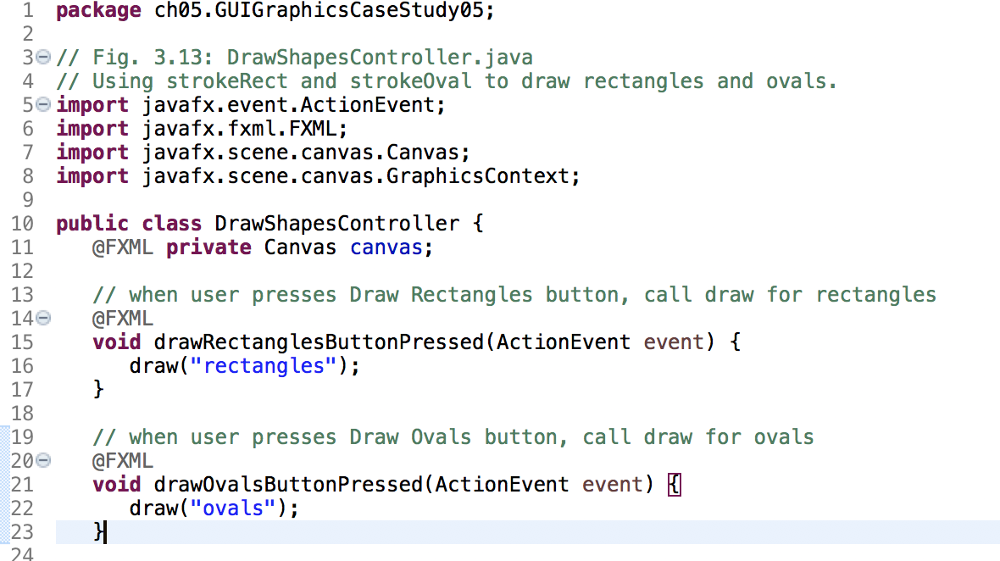 1 package ch05.GUIGraphicsCaseStudy05;
2
3 // Fig. 3.13: DrawShapesController.java
4 // Using strokeRect and strokeOval to draw rectangles and ovals.
5 import javafx.event.ActionEvent;
6 import javafx.fxml.FXML;
7 import javafx.scene.canvas.Canvas;
8 import javafx.scene.canvas.GraphicsContext;
9
10 public class DrawShapesController {
11    @FXML private Canvas canvas;
12
13    // when user presses Draw Rectangles button, call draw for rectangles
14    @FXML
15    void drawRectanglesButtonPressed(ActionEvent event) {
16       draw("rectangles");
17    }
18
19    // when user presses Draw Ovals button, call draw for ovals
20    @FXML
21    void drawOvalsButtonPressed(ActionEvent event) {
22       draw("ovals");
23    }
24